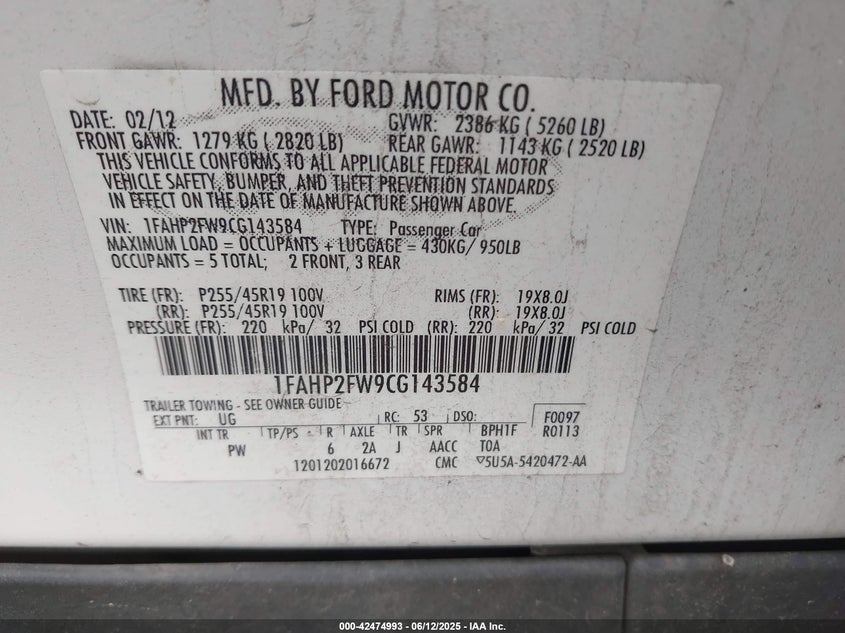 MFD. BY FORD MOTOR CO.
DATE: 02/12 GVWR: 2386 KG ( 5260 LB)
FRONT GAWR: 1279 KG ( 2820 LB) REAR GAWR: 1143 KG ( 2520 LB)
THIS VEHICLE CONFORMS TO ALL APPLICABLE FEDERAL MOTOR
VEHICLE SAFETY, BUMPER, AND THEFT PREVENTION STANDARDS
IN EFFECT ON THE DATE OF MANUFACTURE SHOWN ABOVE.
VIN: 1FAHP2FW9CG143584 TYPE: Passenger Car
MAXIMUM LOAD = OCCUPANTS + LUGGAGE = 430KG/ 950LB
OCCUPANTS = 5 TOTAL; 2 FRONT, 3 REAR
TIRE (FR): P255/45R19 100V RIMS (FR): 19X8.0J
(RR): P255/45R19 100V (RR): 19X8.0J
PRESSURE (FR): 220 kPa/ 32 PSI COLD (RR): 220 kPa/ 32 PSI COLD
1FAHP2FW9CG143584
TRAILER TOWING - SEE OWNER GUIDE
EXT PNT: UG RC: 53 DSO: F0097
INT TR TP/PS R AXLE TR SPR BPH1F R0113
PW 6 2A J AACC TOA
1201202016672 CMC ▽5U5A-5420472-AA
000-42474993 - 06/12/2025 - IAA Inc.